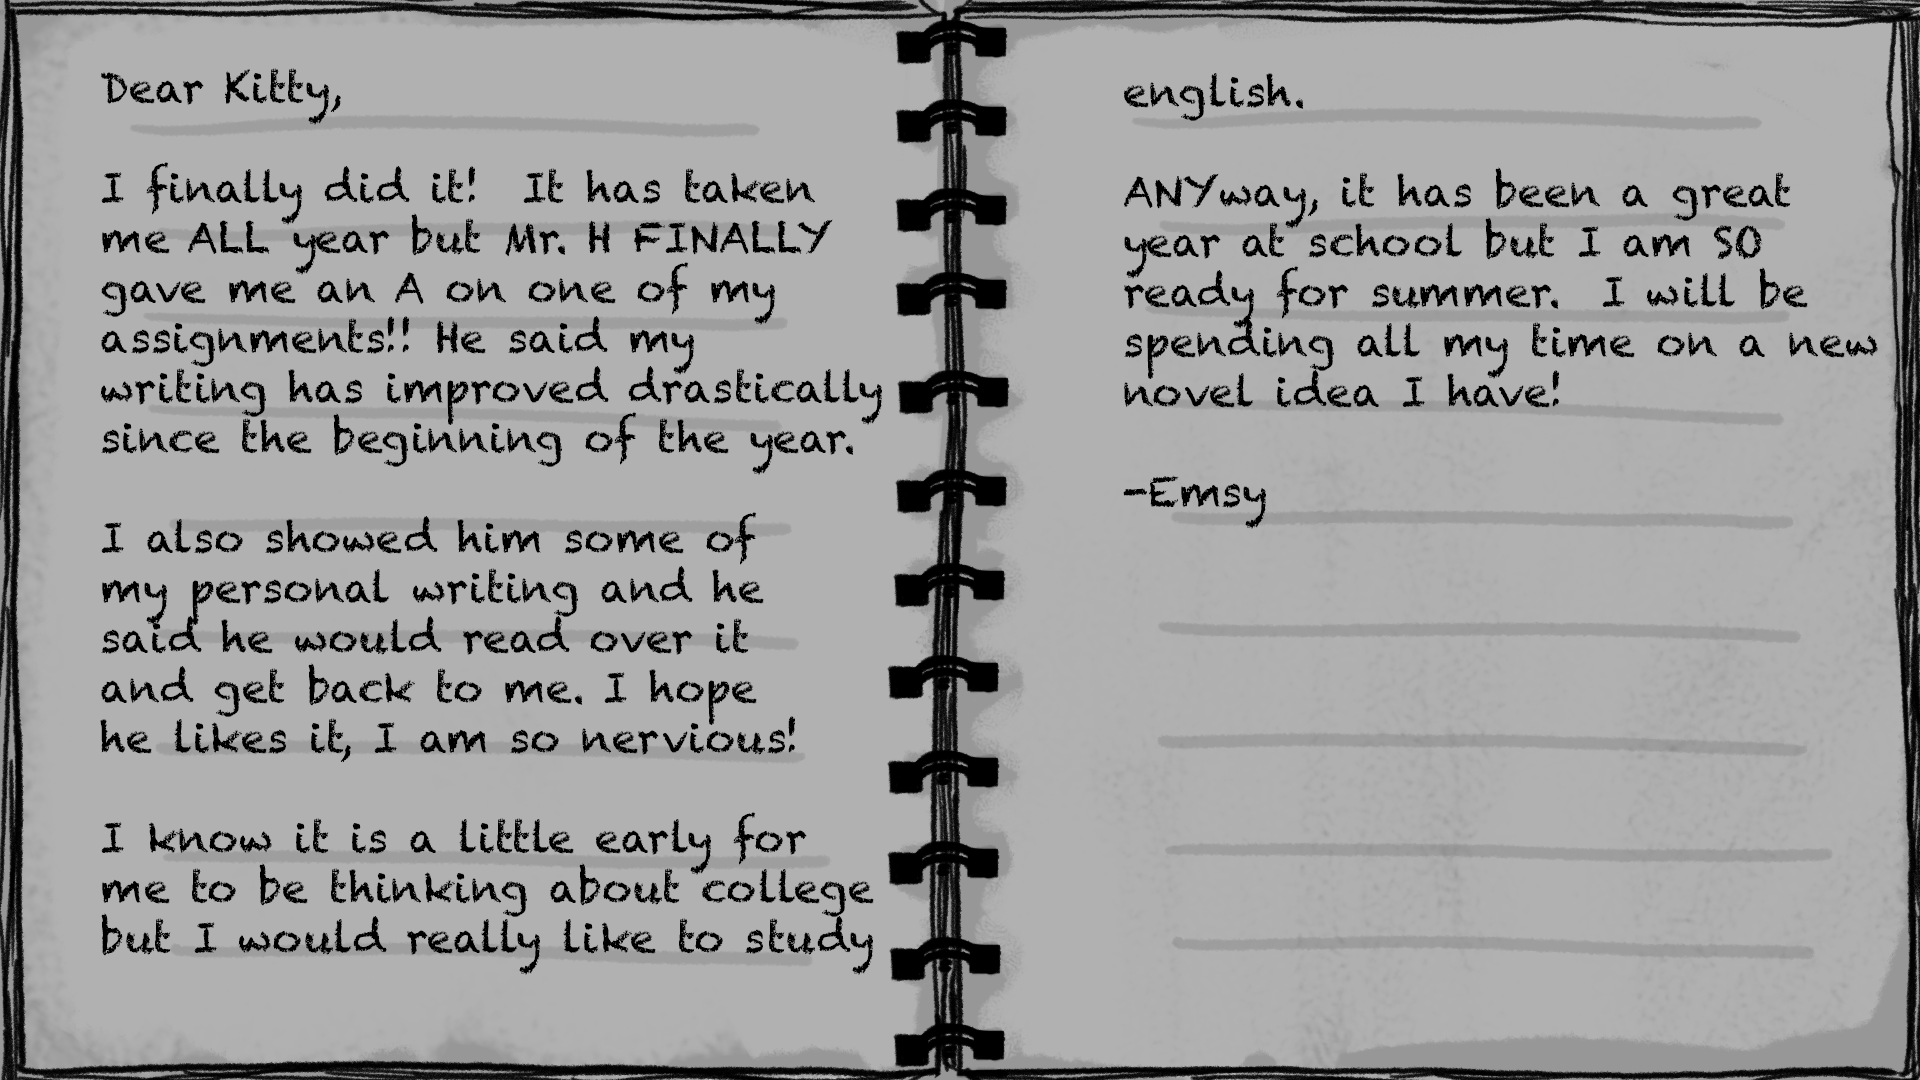 Dear Kitty,
I finally did it!  It has taken
me ALL year but Mr. H FINALLY
gave me an A on one of my
assignments!! He said my
writing has improved drastically
since the beginning of the year.
I also showed him some of
my personal writing and he
said he would read over it
and get back to me. I hope
he likes it, I am so nervious!
I know it is a little early for
me to be thinking about college
but I would really like to study
english.
ANYway, it has been a great
year at school but I am SO
ready for summer.  I will be
spending all my time on a new
novel idea I have!
-Emsy